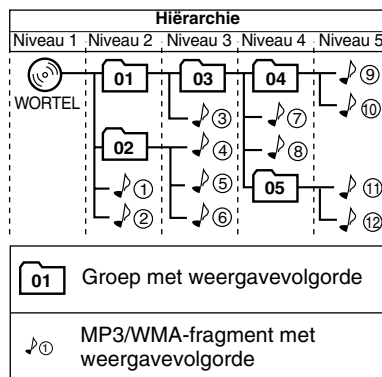 Hiërarchie
Niveau 1 Niveau 2 Niveau 3 Niveau 4 Niveau 5
01 03 04 ⑨
WORTEL
③ ⑦ ⑩
02 ④ ⑧
① ⑤ 05 ⑪
② ⑥ ⑫
01 Groep met weergavevolgorde
① MP3/WMA-fragment met
weergavevolgorde